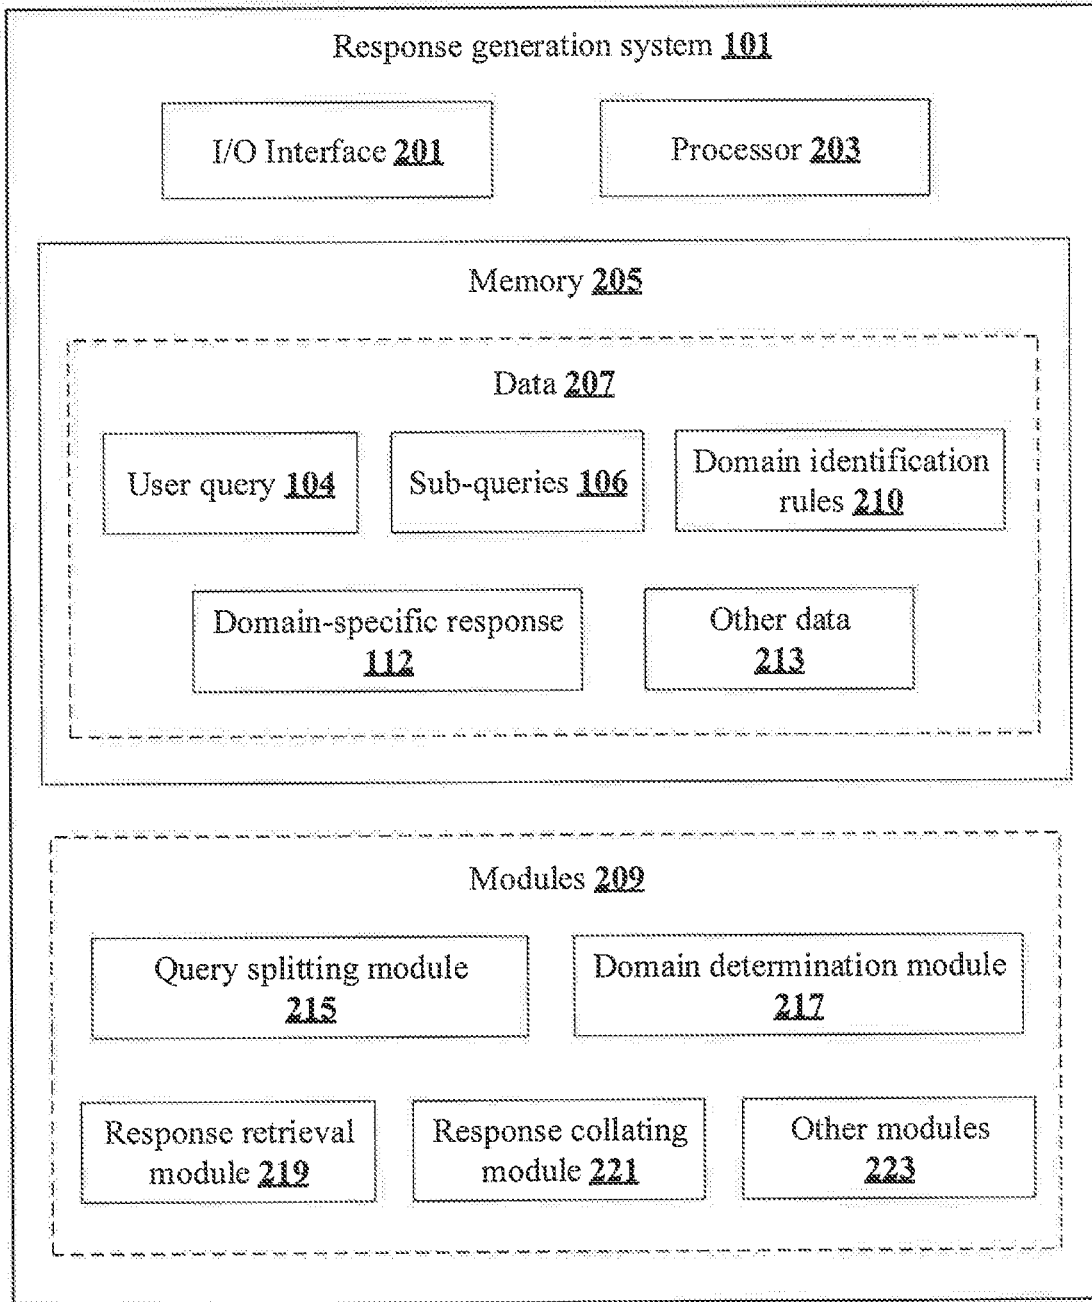 Response generation system 101
I/O Interface 201
Processor 203
Memory 205
Data 207
User query 104
Sub-queries 106
Domain identification
rules 210
Domain-specific response
112
Other data
213
Modules 209
Query splitting module
215
Domain determination module
217
Response retrieval
module 219
Response collating
module 221
Other modules
223